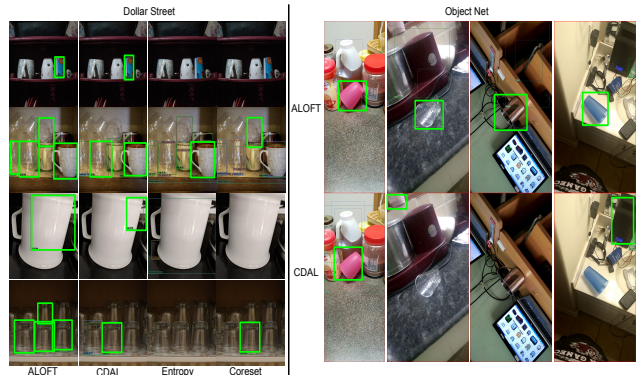 Dollar Street
Object Net
ALOFT
CDAL
ALOFT
CDAL
Entropy
Coreset